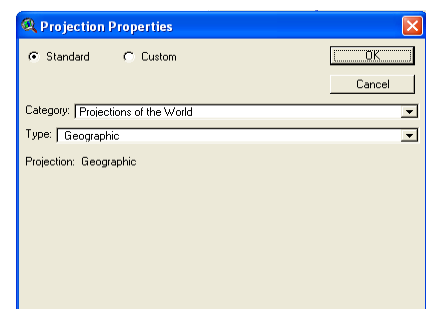 Projection Properties
Standard Custom OK
Cancel
Category: Projections of the World
Type: Geographic
Projection: Geographic